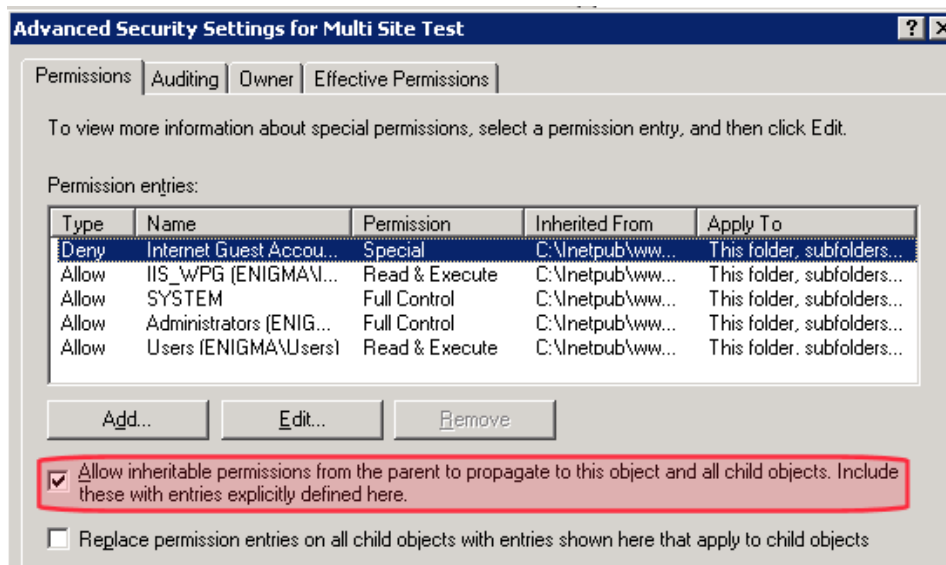 Advanced Security Settings for Multi Site Test
Permissions Auditing Owner Effective Permissions
To view more information about special permissions, select a permission entry, and then click Edit.
Permission entries:
Type Name Permission Inherited From Apply To
Deny Internet Guest Accou... Special C:\Inetpub\ww... This folder, subfolders...
Allow IIS_WPG (ENIGMA\I... Read & Execute C:\Inetpub\ww... This folder, subfolders...
Allow SYSTEM Full Control C:\Inetpub\ww... This folder, subfolders...
Allow Administrators (ENIG... Full Control C:\Inetpub\ww... This folder, subfolders...
Allow Users (ENIGMA\Users) Read & Execute C:\Inetpub\ww... This folder, subfolders...
Add... Edit... Remove
Allow inheritable permissions from the parent to propagate to this object and all child objects. Include
these with entries explicitly defined here.
Replace permission entries on all child objects with entries shown here that apply to child objects